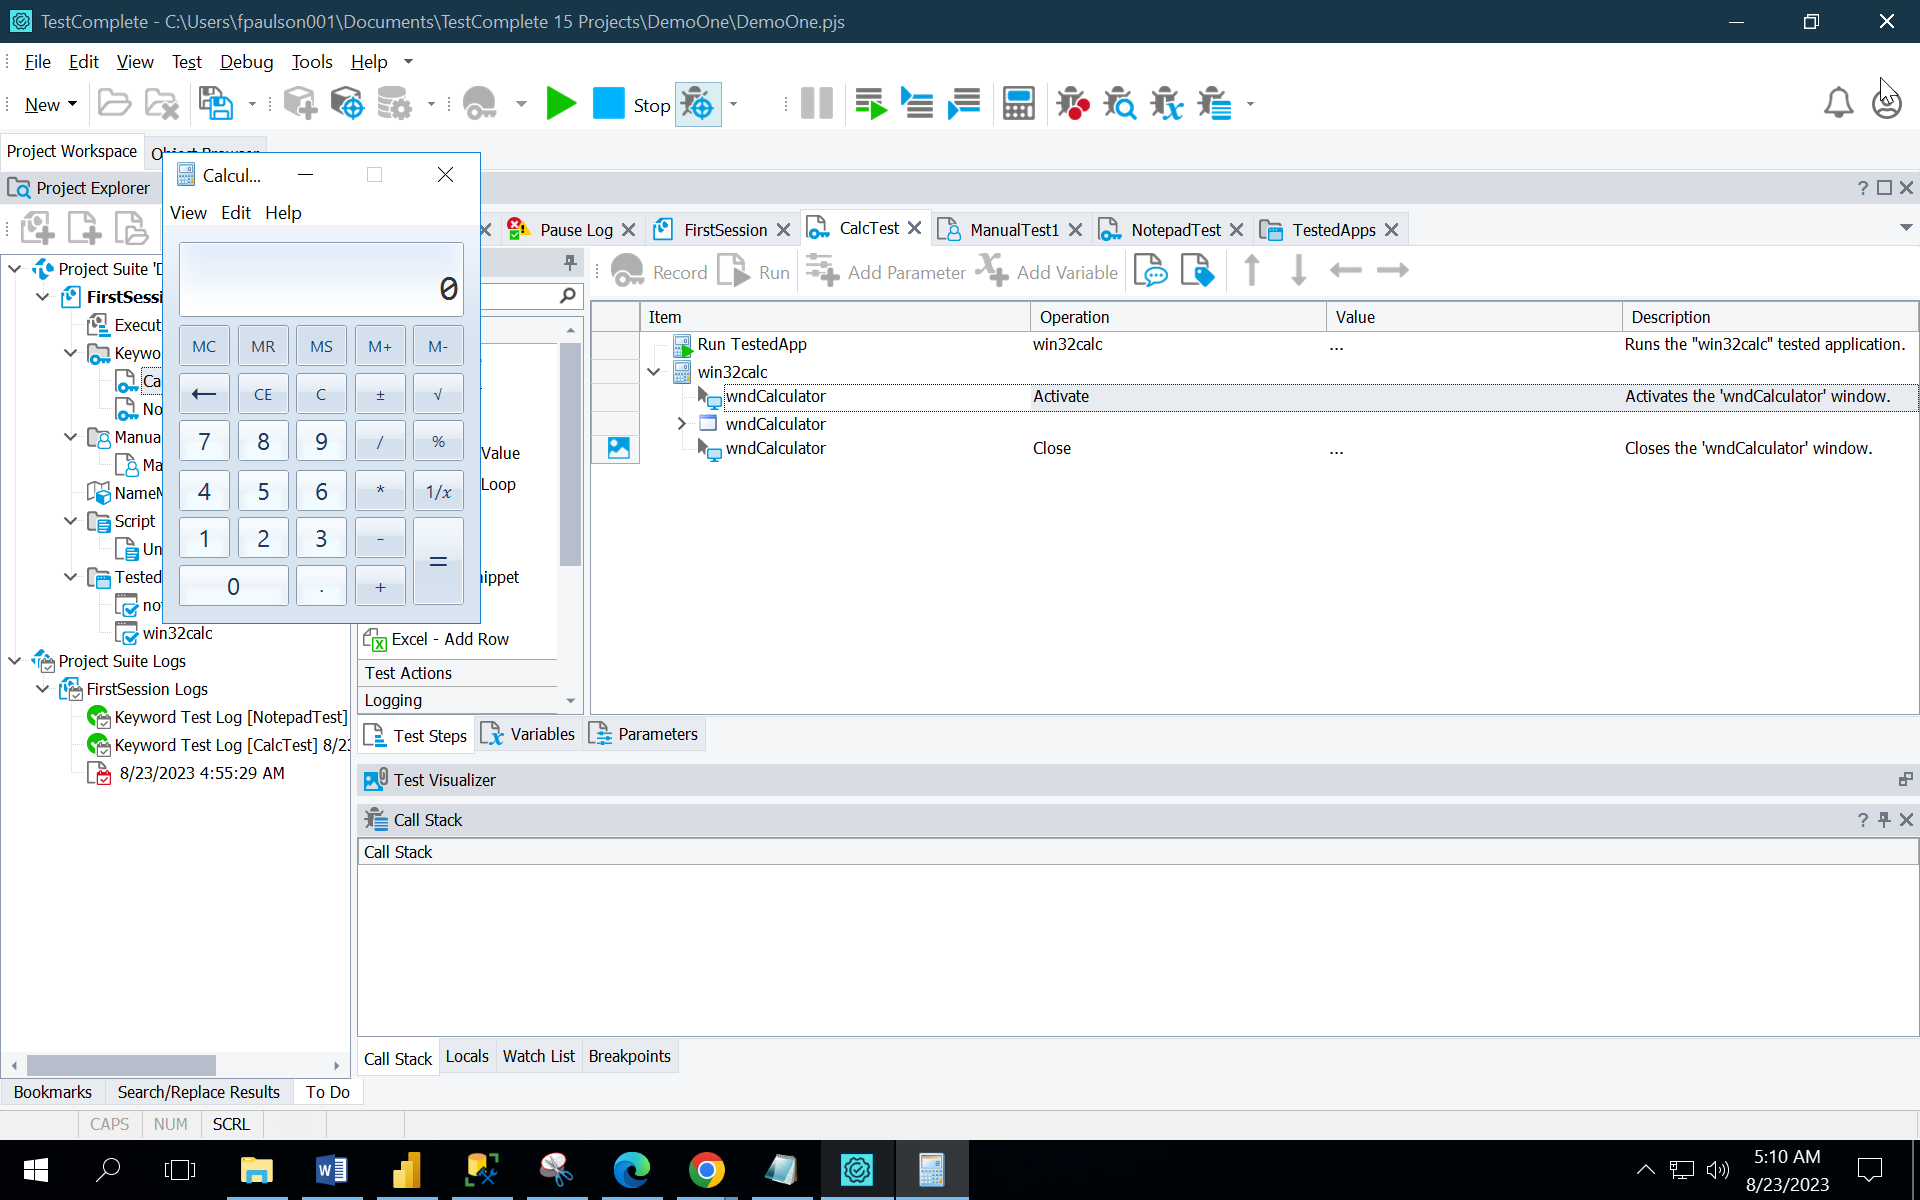 TestComplete - C:\Users\fpaulson001\Documents\TestComplete 15 Projects\DemoOne\DemoOne.pjs
File Edit View Test Debug Tools Help
New Stop
Project Workspace
Project Explorer
Calcul...
View Edit Help
Pause Log FirstSession CalcTest ManualTest1 NotepadTest TestedApps
Record Run Add Parameter Add Variable
Project Suite 'D
FirstSessi
Execut
Keywo
Ca
No
Manua
Ma
NameM
Script
Un
Tested
no
win32calc
Project Suite Logs
FirstSession Logs
Keyword Test Log [NotepadTest]
Keyword Test Log [CalcTest] 8/23
8/23/2023 4:55:29 AM
0
MC MR MS M+ M-
← CE C ± √
7 8 9 / %
4 5 6 * 1/x
1 2 3 - =
0 . +
Value
Loop
ippet
Excel - Add Row
Test Actions
Logging
Item Operation Value Description
Run TestedApp win32calc ... Runs the "win32calc" tested application.
win32calc
wndCalculator Activate Activates the 'wndCalculator' window.
wndCalculator
wndCalculator Close ... Closes the 'wndCalculator' window.
Test Steps Variables Parameters
Test Visualizer
Call Stack
Call Stack
Call Stack Locals Watch List Breakpoints
Bookmarks Search/Replace Results To Do
CAPS NUM SCRL
5:10 AM
8/23/2023